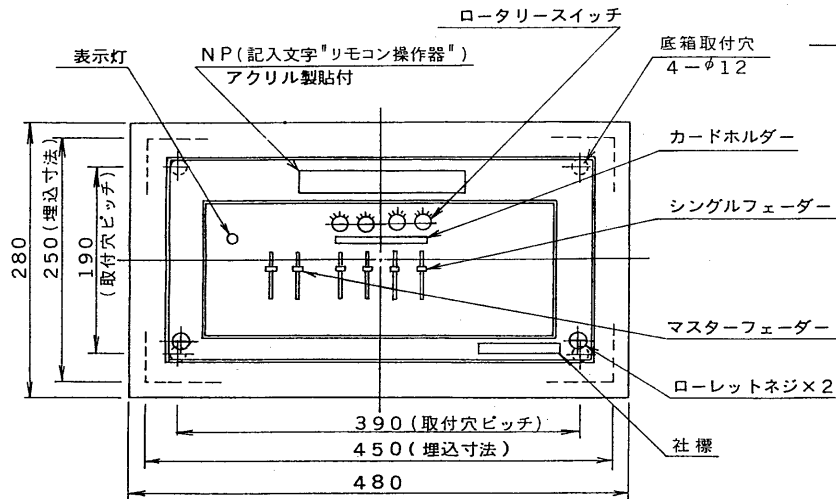 ロータリースイッチ
表示灯
NP(記入文字"リモコン操作器")
アクリル製貼付
底箱取付穴
4-φ12
カードホルダー
シングルフェーダー
マスターフェーダー
ローレットネジ×2
社標
280
250(埋込寸法)
190
(取付穴ピッチ)
390(取付穴ピッチ)
450(埋込寸法)
480